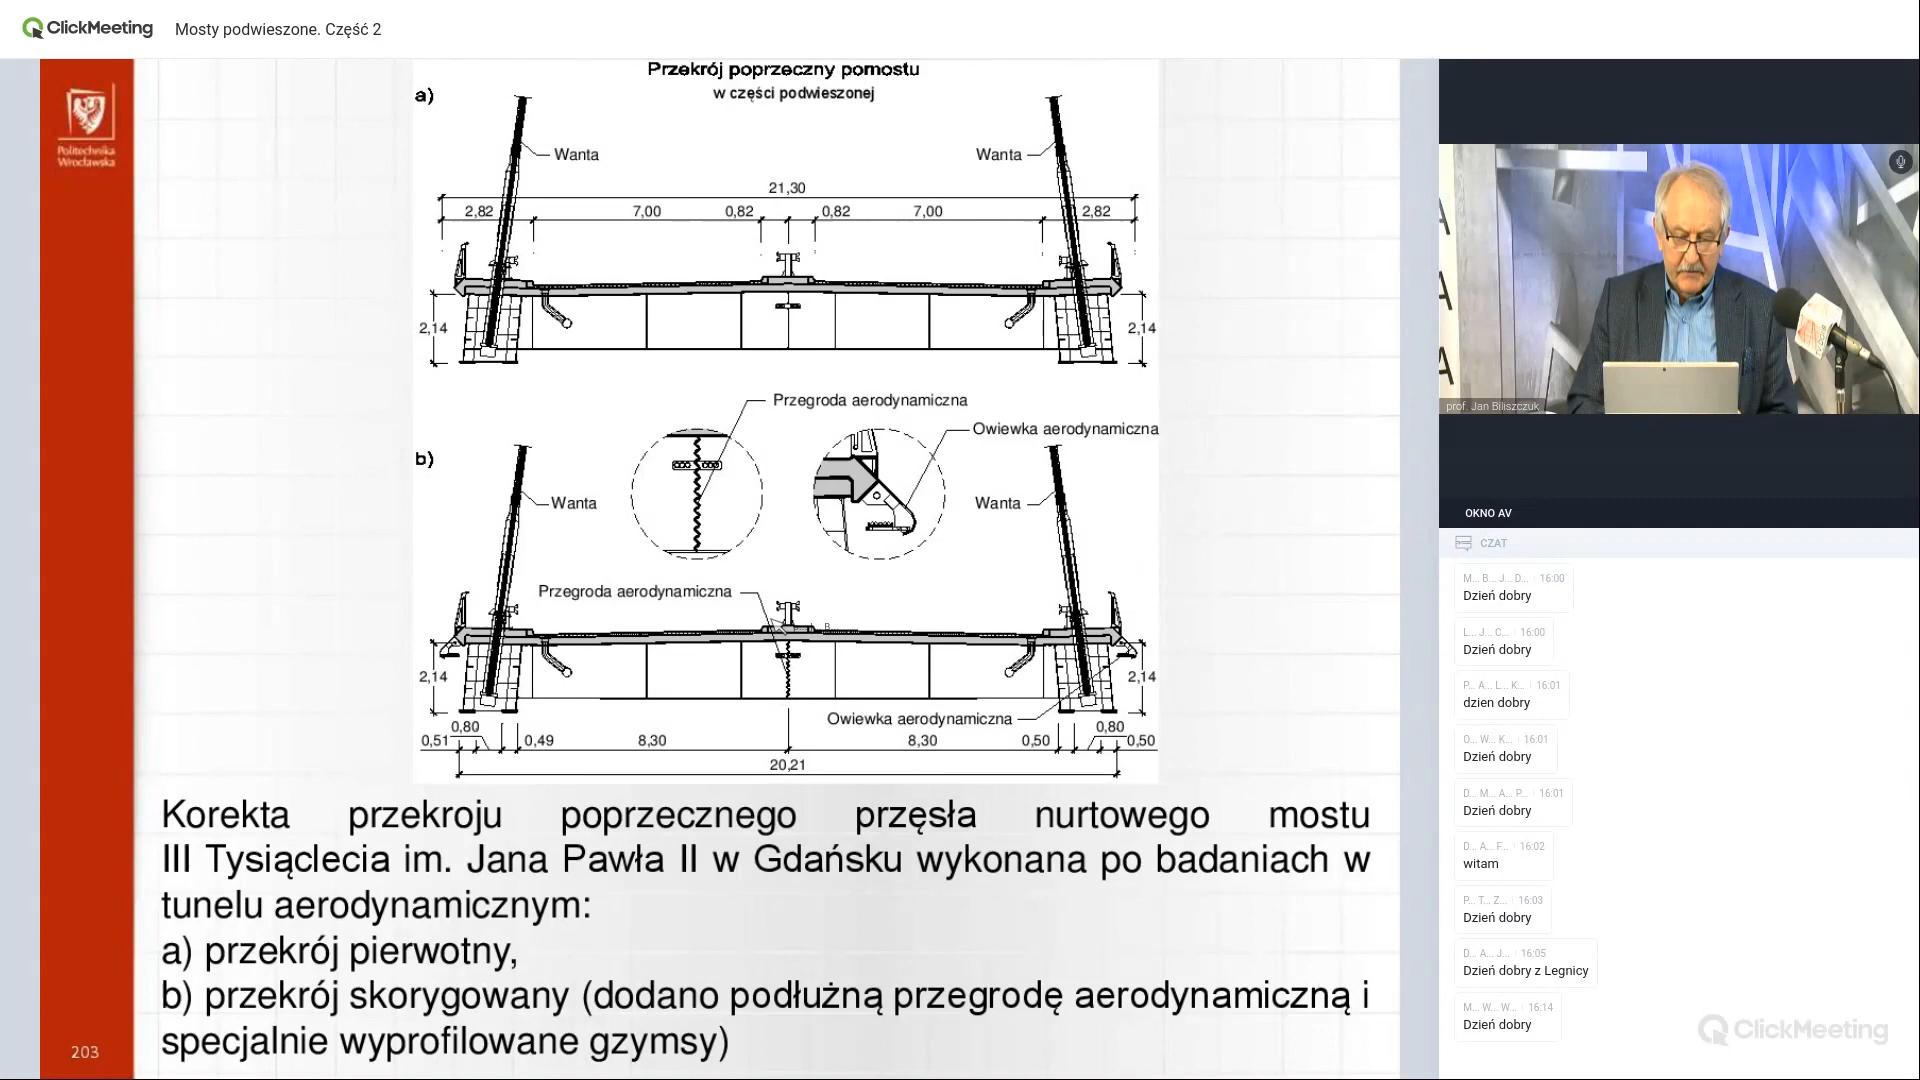 ClickMeeting
Mosty podwieszone. Część 2
Politechnika
Wrocławska
Przekrój poprzeczny pomostu
w części podwieszonej
a)
Wanta
Wanta
21,30
2,82
7,00
0,82
0,82
7,00
2,82
2,14
2,14
Przegroda aerodynamiczna
Owiewka aerodynamiczna
b)
Wanta
Wanta
Przegroda aerodynamiczna
B
2,14
2,14
Owiewka aerodynamiczna
0,80
0,80
0,51
0,49
8,30
8,30
0,50
0,50
20,21
Korekta przekroju poprzecznego przęsła nurtowego mostu
III Tysiąclecia im. Jana Pawła II w Gdańsku wykonana po badaniach w
tunelu aerodynamicznym:
a) przekrój pierwotny,
b) przekrój skorygowany (dodano podłużną przegrodę aerodynamiczną i
specjalnie wyprofilowane gzymsy)
203
prof. Jan Biliszczuk
OKNO AV
CZAT
M... B... J... D... 16:00
Dzień dobry
L... J... C... 16:00
Dzień dobry
P... A... L... K... 16:01
dzien dobry
O... W... K... 16:01
Dzień dobry
D... M... A... P... 16:01
Dzień dobry
D... A... F... 16:02
witam
P... T... Z... 16:03
Dzień dobry
D... A... J... 16:05
Dzień dobry z Legnicy
M... W... W... 16:14
Dzień dobry
ClickMeeting